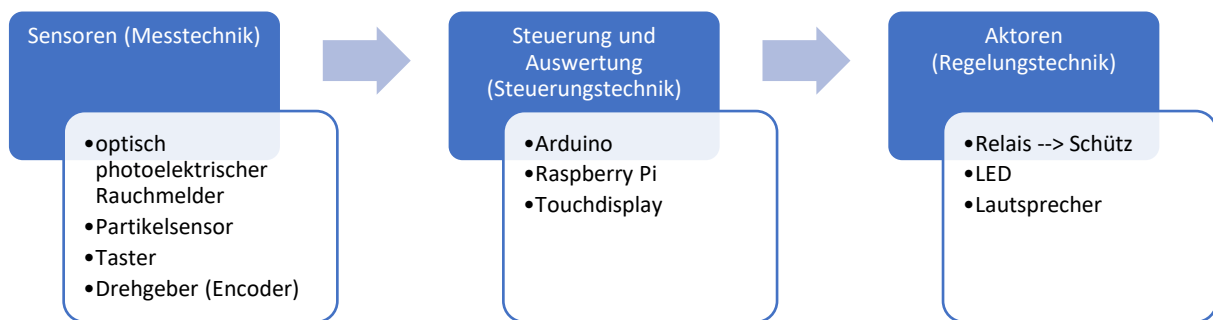 Sensoren (Messtechnik)
•optisch
photoelektrischer
Rauchmelder
•Partikelsensor
•Taster
•Drehgeber (Encoder)
Steuerung und
Auswertung
(Steuerungstechnik)
•Arduino
•Raspberry Pi
•Touchdisplay
Aktoren
(Regelungstechnik)
•Relais --> Schütz
•LED
•Lautsprecher